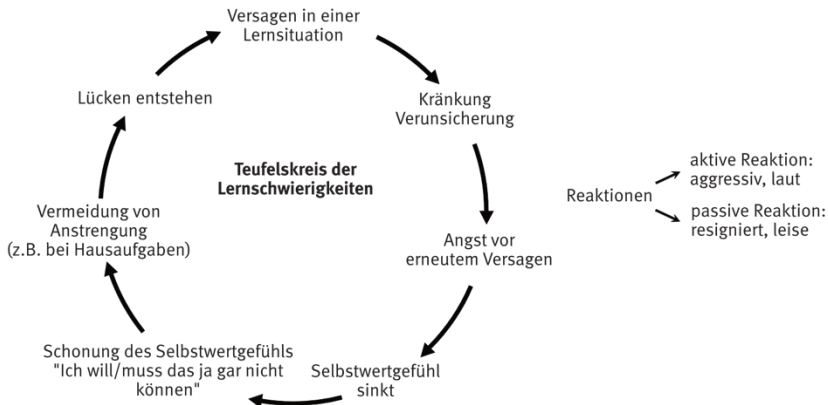 Versagen in einer
Lernsituation
Kränkung
Verunsicherung
Angst vor
erneutem Versagen
Selbstwertgefühl
sinkt
Schonung des Selbstwertgefühls
"Ich will/muss das ja gar nicht
können"
Vermeidung von
Anstrengung
(z.B. bei Hausaufgaben)
Lücken entstehen
Teufelskreis der
Lernschwierigkeiten
Reaktionen
aktive Reaktion:
aggressiv, laut
passive Reaktion:
resigniert, leise